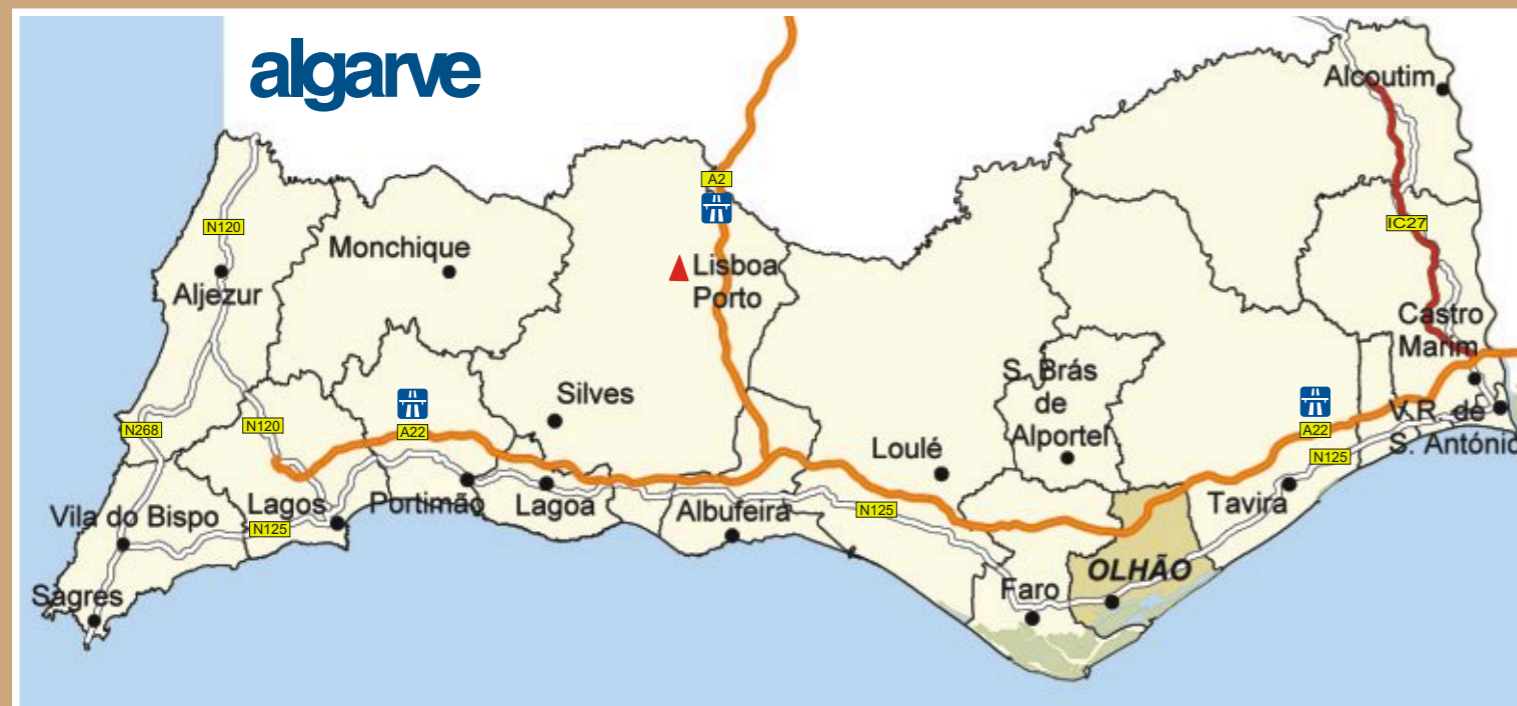 algarve
Alcoutim
A2
IC27
N120
Monchique
Aljezur
Lisboa
Porto
Castro
Marim
Silves
S. Brás
de
Alportel
N268
N120
A22
Loulé
A22
V.R. de
S. António
N125
Vila do Bispo
Lagos
Portimão
Lagoa
Albufeira
N125
Tavira
N125
OLHÃO
Faro
Sagres